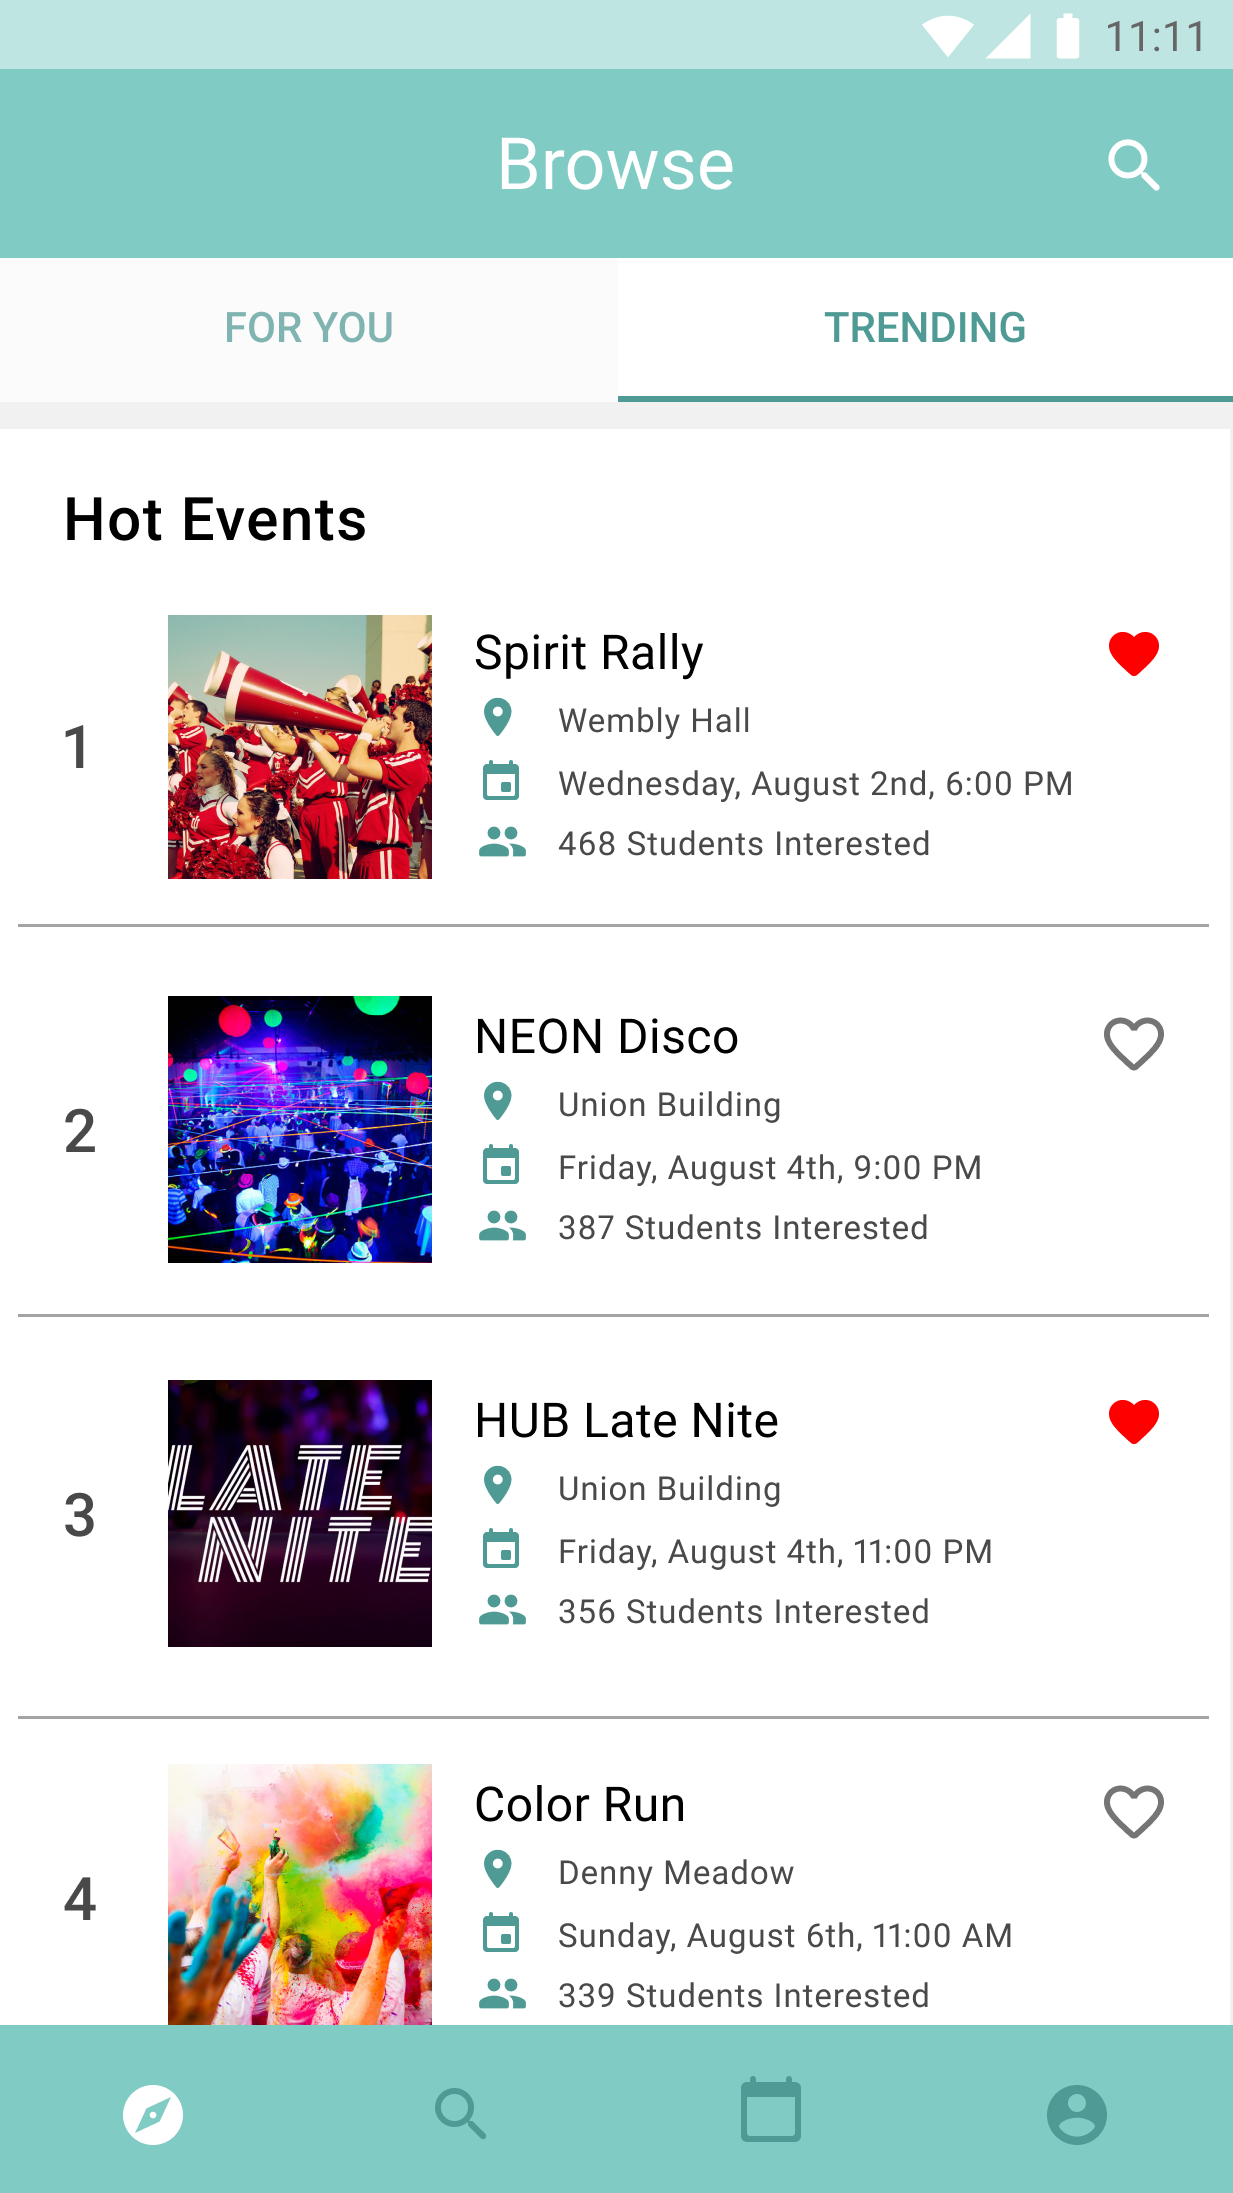 11:11
Browse
FOR YOU
TRENDING
Hot Events
1
Spirit Rally
Wembly Hall
Wednesday, August 2nd, 6:00 PM
468 Students Interested
2
NEON Disco
Union Building
Friday, August 4th, 9:00 PM
387 Students Interested
3
LATE
NITE
HUB Late Nite
Union Building
Friday, August 4th, 11:00 PM
356 Students Interested
4
Color Run
Denny Meadow
Sunday, August 6th, 11:00 AM
339 Students Interested